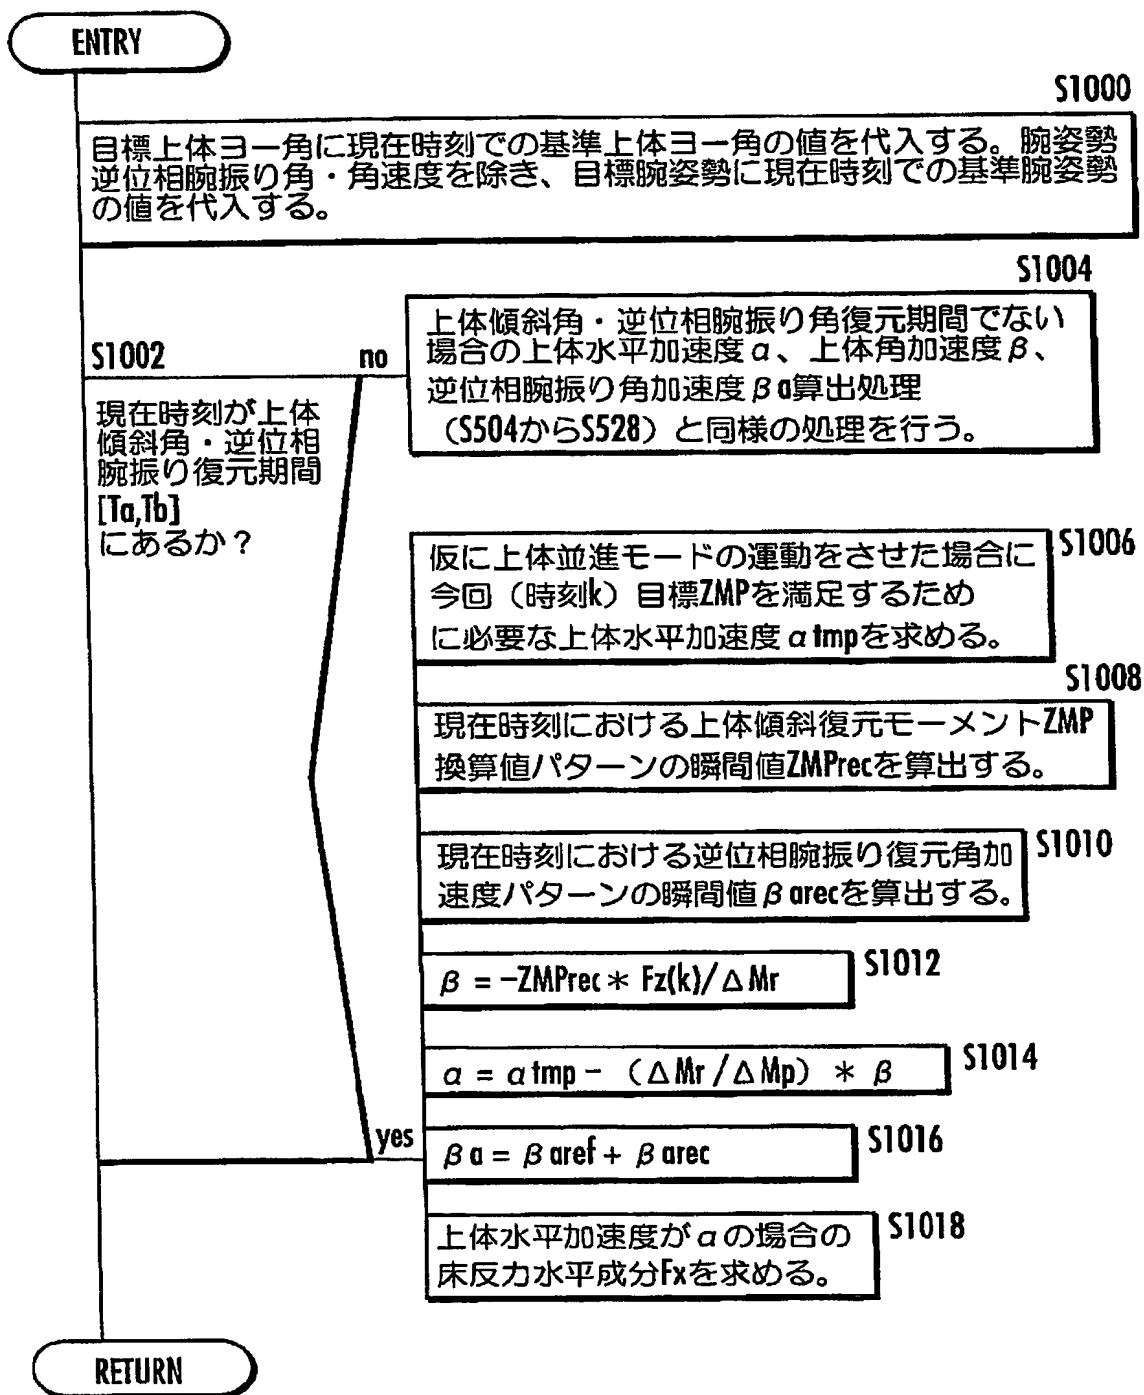 ENTRY
S1000
目標上体ヨー角に現在時刻での基準上体ヨー角の値を代入する。腕姿勢
逆位相腕振り角・角速度を除き、目標腕姿勢に現在時刻での基準腕姿勢
の値を代入する。
S1004
上体傾斜角・逆位相腕振り角復元期間でない
場合の上体水平加速度α、上体角加速度β、
逆位相腕振り角加速度βa算出処理
（S504からS528）と同様の処理を行う。
S1002
no
現在時刻が上体
傾斜角・逆位相
腕振り復元期間
[Ta,Tb]
にあるか？
S1006
仮に上体並進モードの運動をさせた場合に
今回（時刻k）目標ZMPを満足するため
に必要な上体水平加速度αtmpを求める。
S1008
現在時刻における上体傾斜復元モーメントZMP
換算値パターンの瞬間値ZMPrecを算出する。
S1010
現在時刻における逆位相腕振り復元角加
速度パターンの瞬間値βarecを算出する。
S1012
β = -ZMPrec * Fz(k)/ΔMr
S1014
α = αtmp - （ΔMr/ΔMp） * β
yes
S1016
βa = βaref + βarec
S1018
上体水平加速度がαの場合の
床反力水平成分Fxを求める。
RETURN